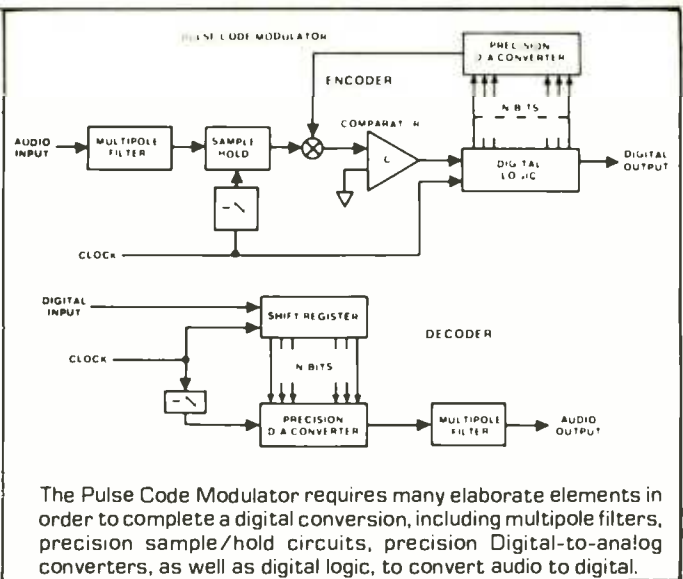 PULSE CODE MODULATOR
PRECISION
D/A CONVERTER
ENCODER
N BITS
COMPARATOR
AUDIO
INPUT
MULTIPOLE
FILTER
SAMPLE
HOLD
C
DIGITAL
LOGIC
DIGITAL
OUTPUT
CLOCK
DIGITAL
INPUT
SHIFT REGISTER
DECODER
CLOCK
N BITS
PRECISION
D/A CONVERTER
MULTIPOLE
FILTER
AUDIO
OUTPUT
The Pulse Code Modulator requires many elaborate elements in
order to complete a digital conversion, including multipole filters,
precision sample/hold circuits, precision Digital-to-analog
converters, as well as digital logic, to convert audio to digital.